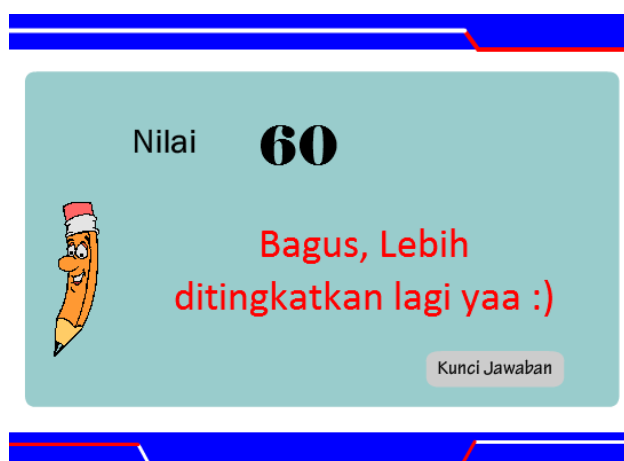 Nilai 60
Bagus, Lebih
ditingkatkan lagi yaa :)
Kunci Jawaban